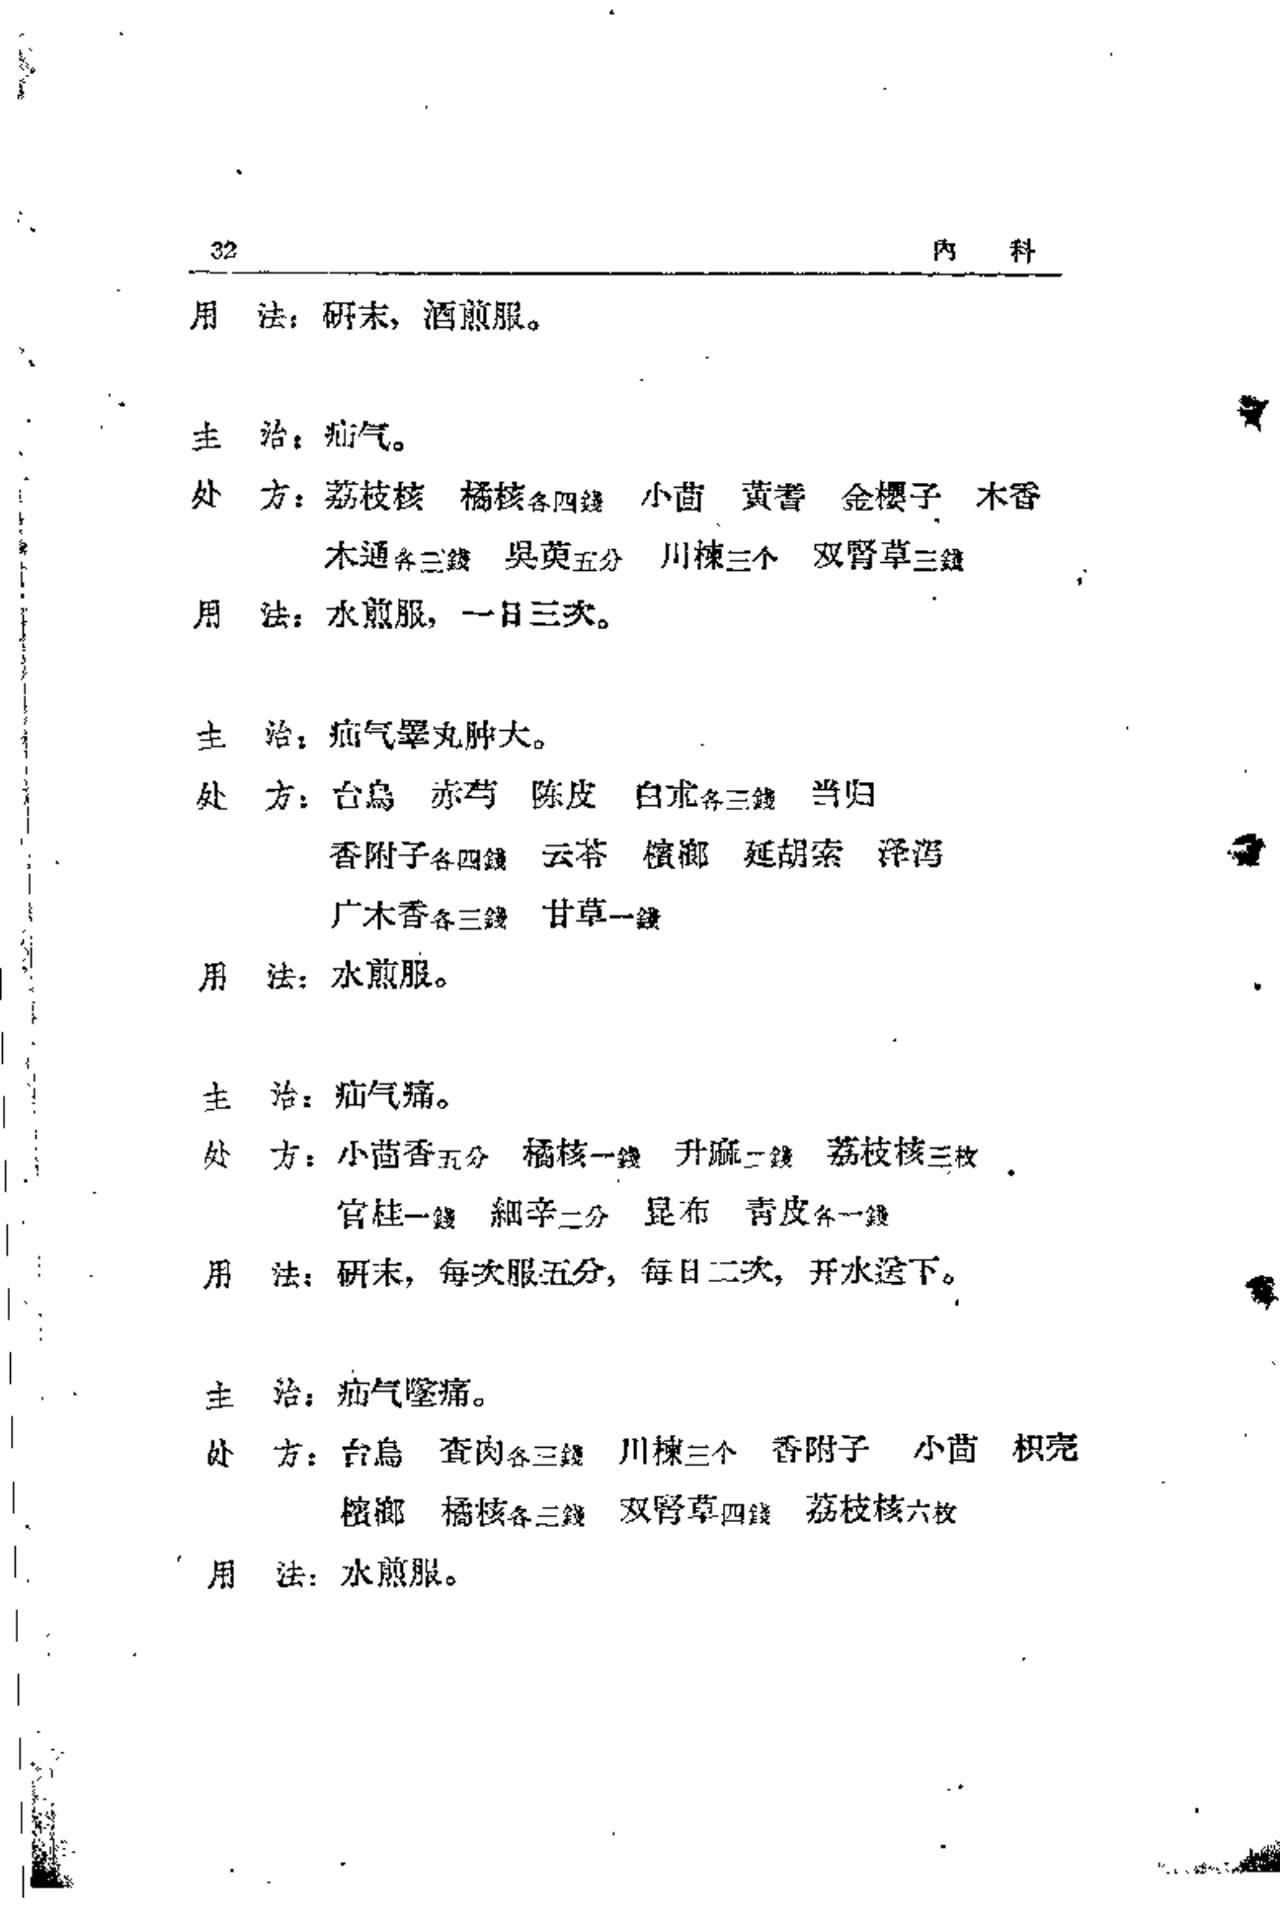 32 内 科
用 法：研末，酒煎服。
主 治：疝气。
处 方：荔枝核 橘核各四錢 小茴 黃耆 金櫻子 木香
木通各三錢 吳萸五分 川楝三个 双腎草三錢
用 法：水煎服，一日三次。
主 治：疝气睪丸肿大。
处 方：台烏 赤芍 陈皮 白朮各三錢 当归
香附子各四錢 云苓 檳榔 延胡索 泽泻
广木香各三錢 甘草一錢
用 法：水煎服。
主 治：疝气痛。
处 方：小茴香五分 橘核一錢 升麻二錢 荔枝核三枚
官桂一錢 細辛二分 昆布 青皮各一錢
用 法：研末，每次服五分，每日二次，开水送下。
主 治：疝气墜痛。
处 方：台烏 査肉各三錢 川楝三个 香附子 小茴 枳壳
檳榔 橘核各三錢 双腎草四錢 荔枝核六枚
用 法：水煎服。